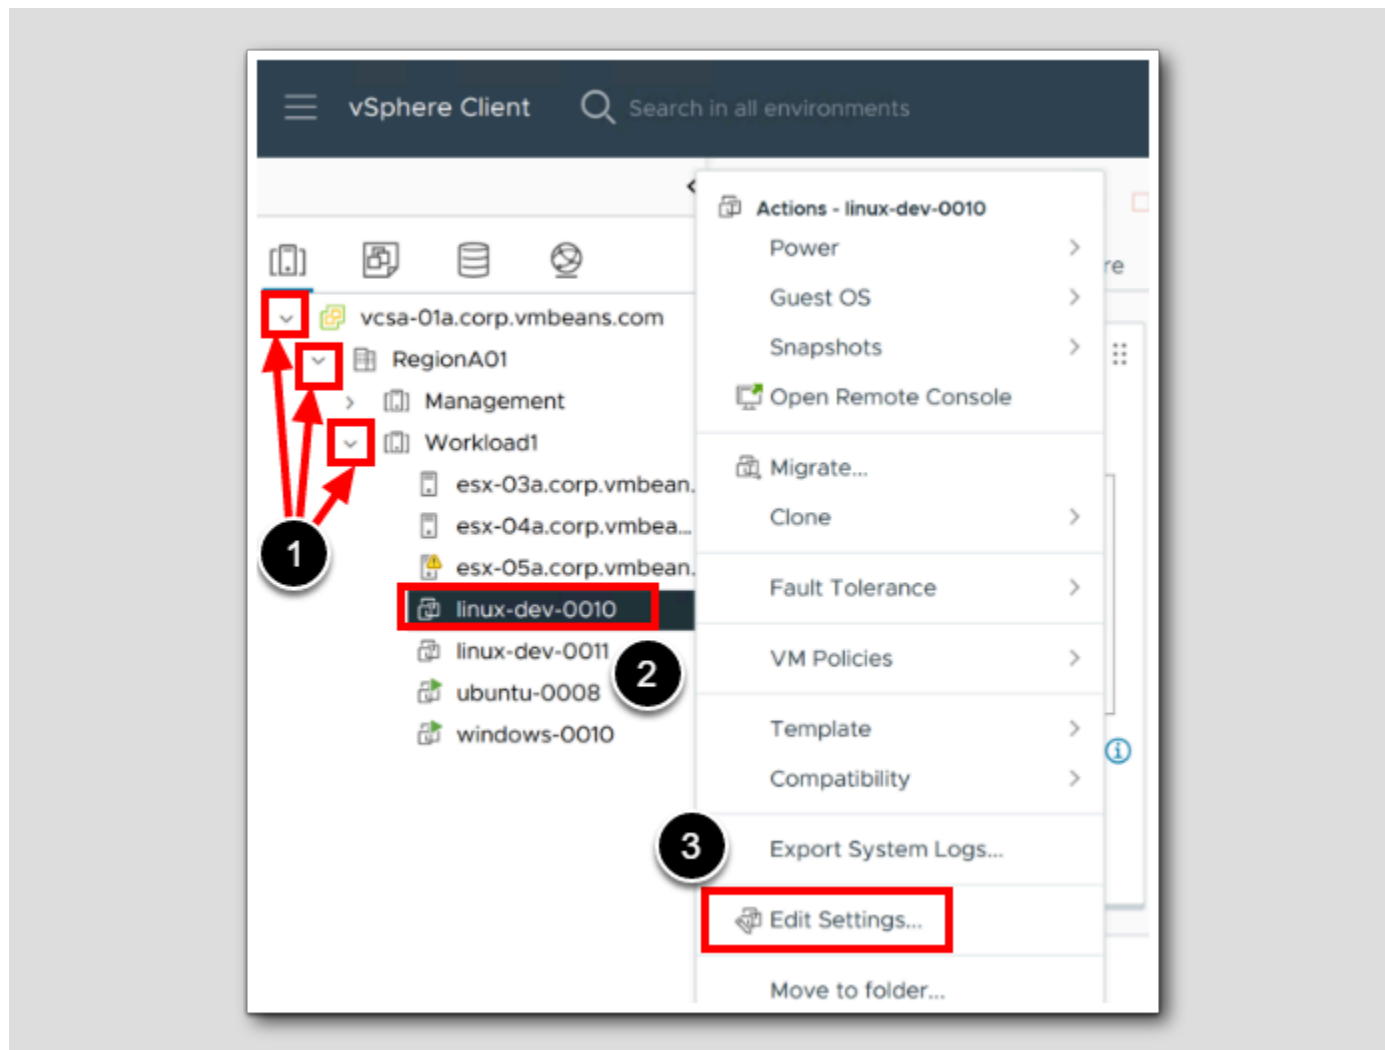 vSphere Client
Search in all environments
vcsa-01a.corp.vmbeans.com
RegionA01
Management
Workload1
esx-03a.corp.vmbean.
esx-04a.corp.vmbea...
esx-05a.corp.vmbean.
linux-dev-0010
linux-dev-0011
ubuntu-0008
windows-0010
1
2
Actions - linux-dev-0010
Power
Guest OS
Snapshots
Open Remote Console
Migrate...
Clone
Fault Tolerance
VM Policies
Template
Compatibility
3
Export System Logs...
Edit Settings...
Move to folder...
re